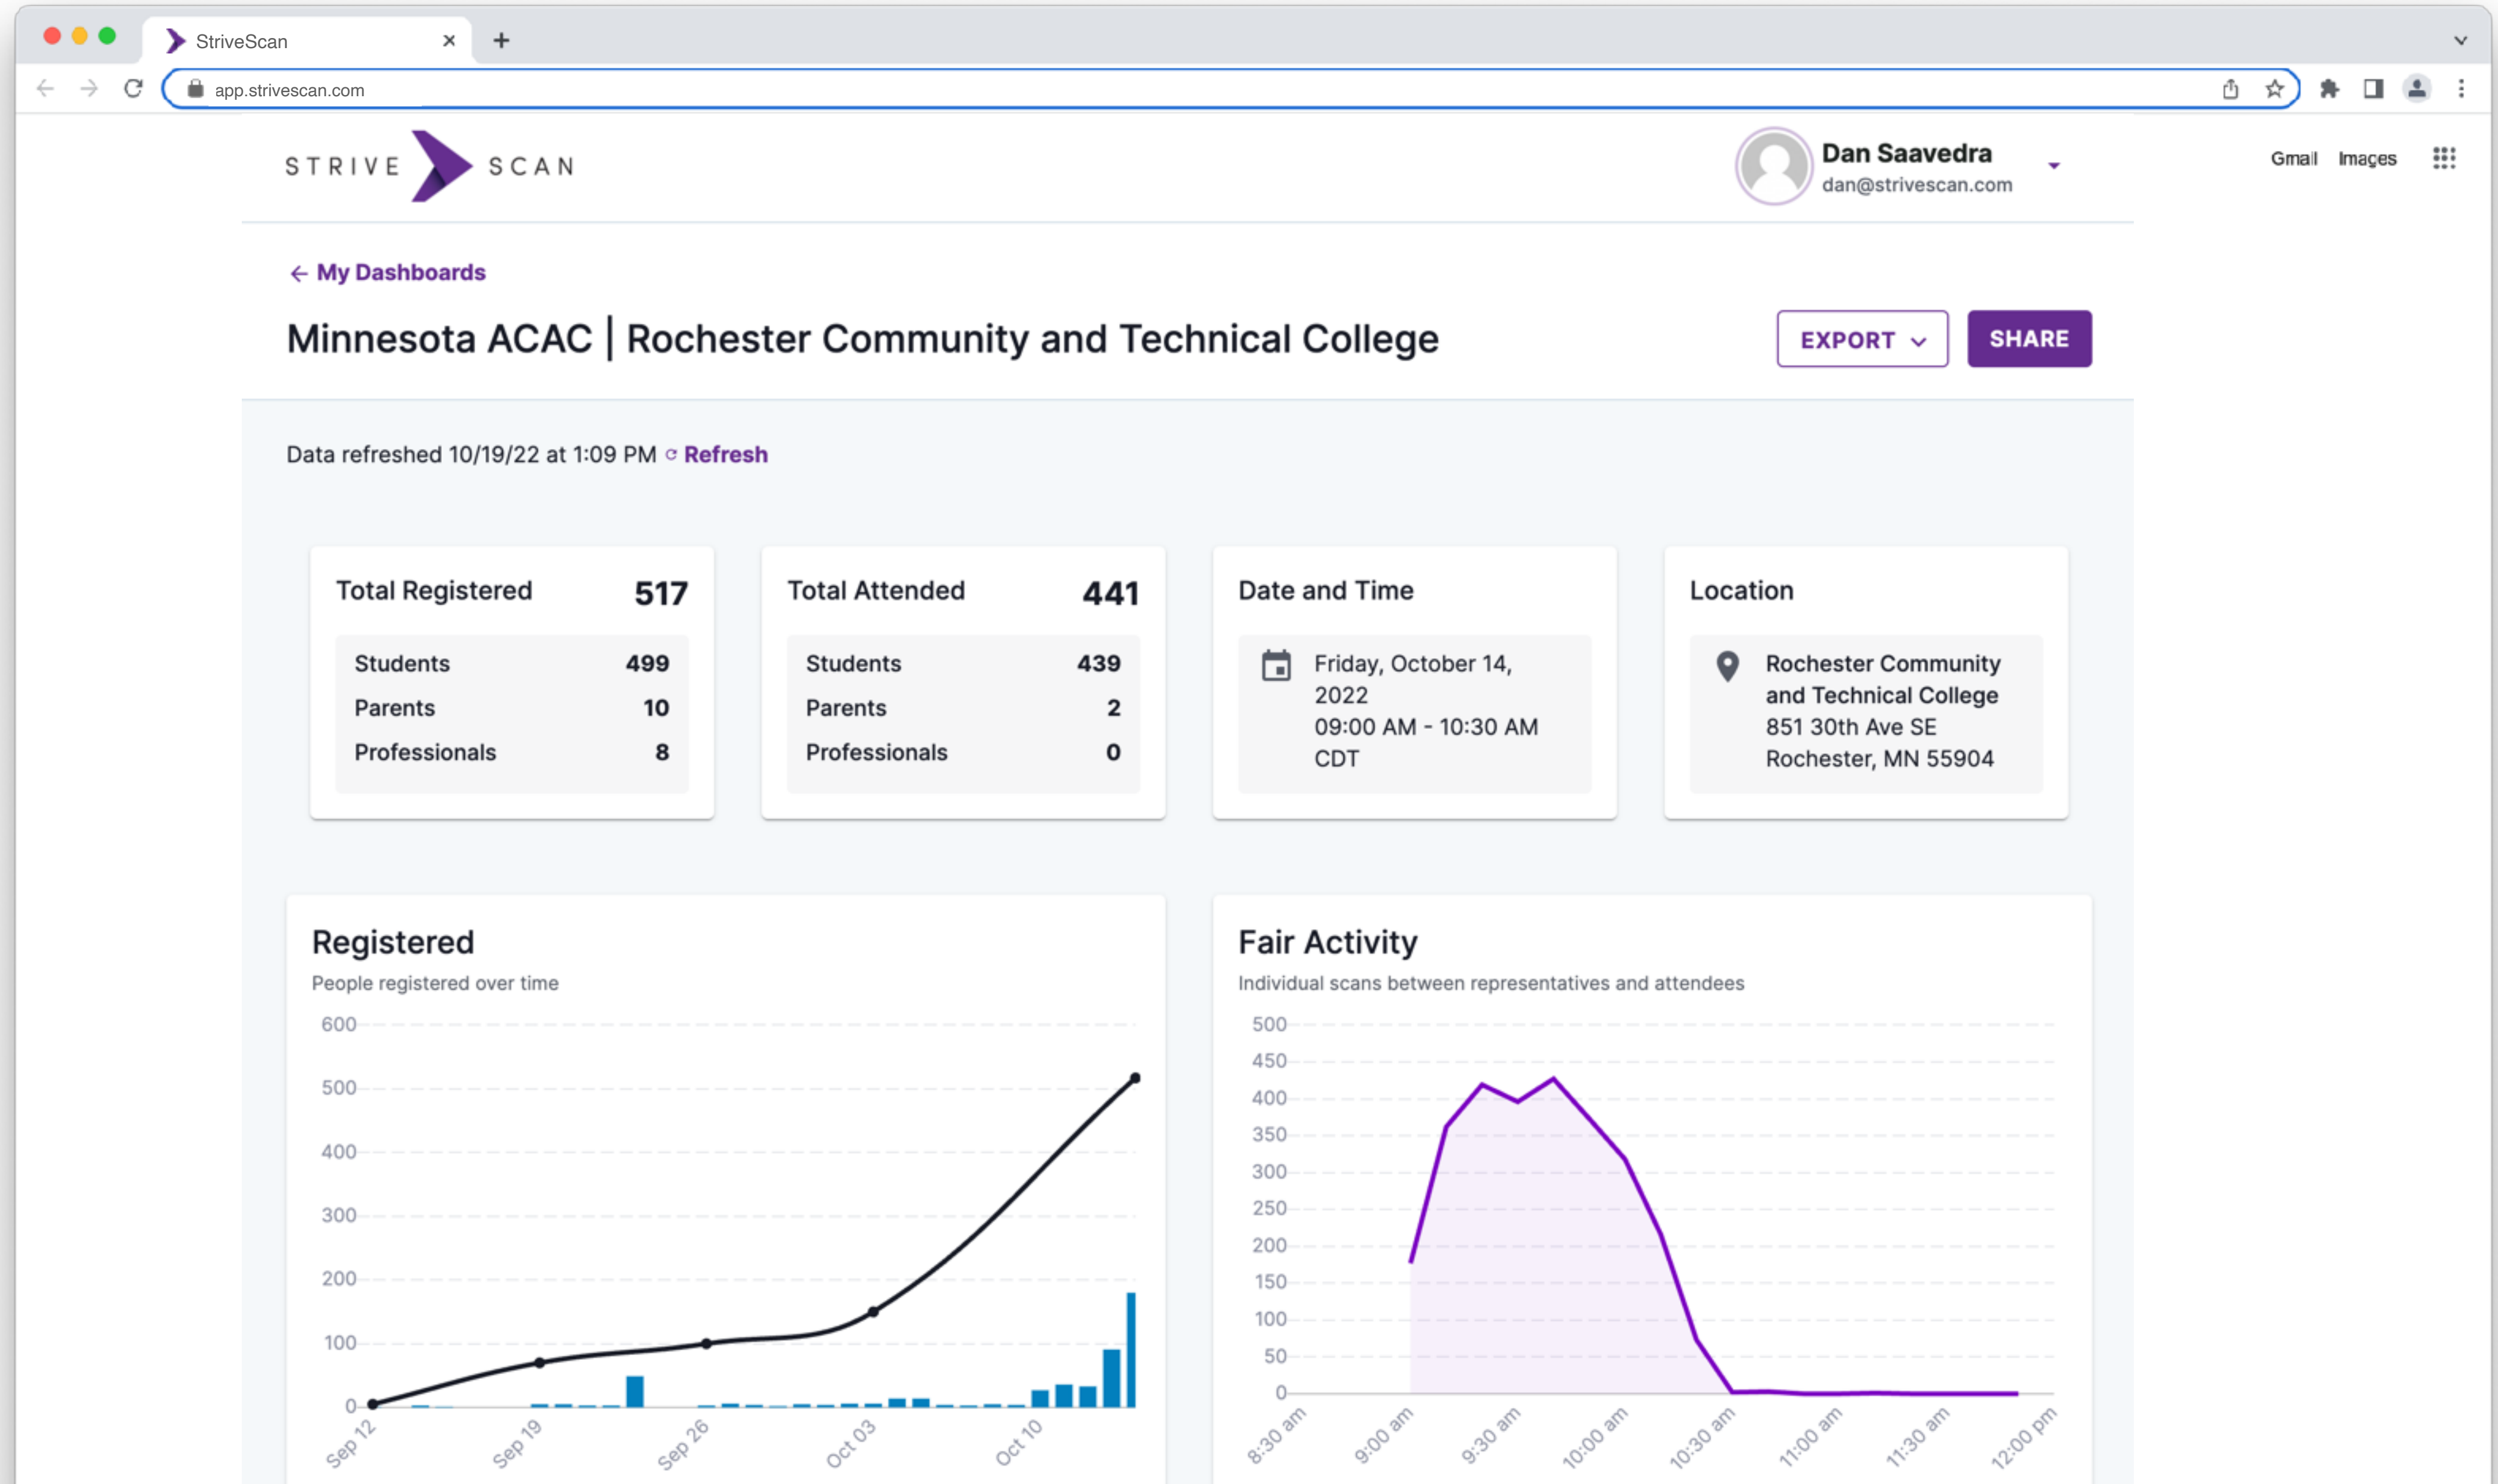 StriveScan
app.strivescan.com
STRIVE SCAN
Dan Saavedra
dan@strivescan.com
Gmail Images
← My Dashboards
Minnesota ACAC | Rochester Community and Technical College
EXPORT
SHARE
Data refreshed 10/19/22 at 1:09 PM Refresh
Total Registered 517
Students 499
Parents 10
Professionals 8
Total Attended 441
Students 439
Parents 2
Professionals 0
Date and Time
Friday, October 14,
2022
09:00 AM - 10:30 AM
CDT
Location
Rochester Community
and Technical College
851 30th Ave SE
Rochester, MN 55904
Registered
People registered over time
600
500
400
300
200
100
0
Sep 12 Sep 19 Sep 26 Oct 03 Oct 10
Fair Activity
Individual scans between representatives and attendees
500
450
400
350
300
250
200
150
100
50
0
8:30 am 9:00 am 9:30 am 10:00 am 10:30 am 11:00 am 11:30 am 12:00 pm